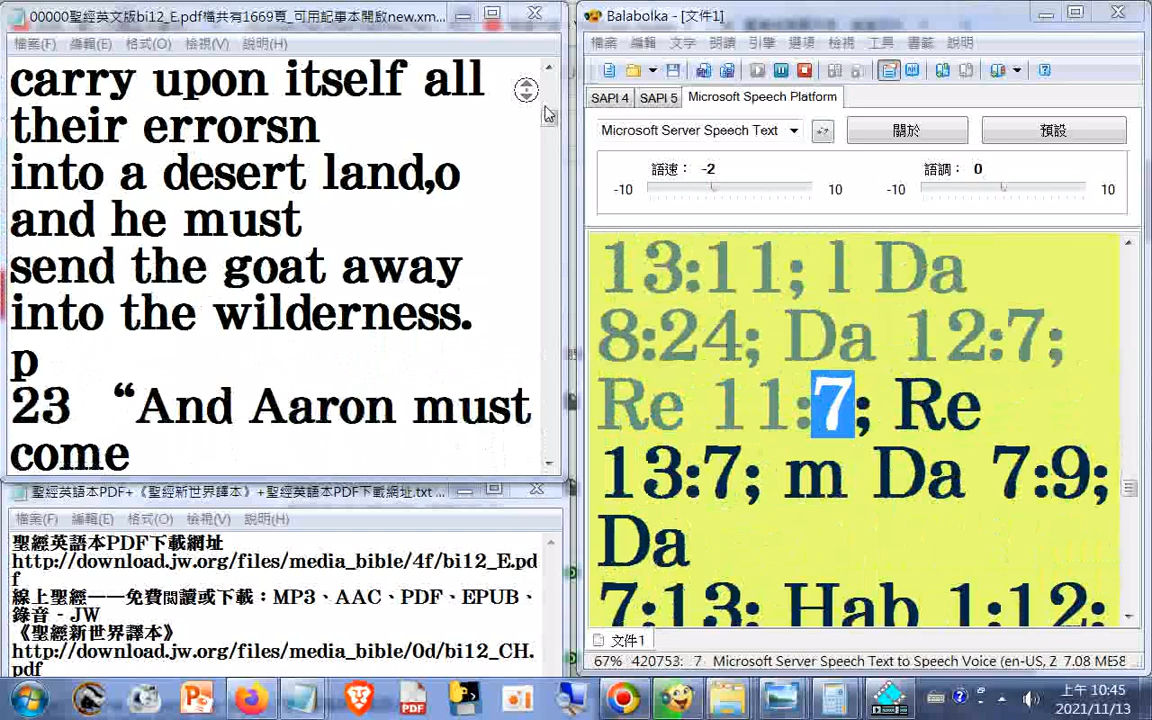 00000聖經英文版bi12_E.pdf檔共有1669頁_可用記事本開啟new.xm...
檔案(F) 編輯(E) 格式(O) 檢視(V) 說明(H)
carry upon itself all
their errorsn
into a desert land,o
and he must
send the goat away
into the wilderness.
p
23 “And Aaron must
come
聖經英語本PDF+《聖經新世界譯本》+聖經英語本PDF下載網址.txt ...
檔案(F) 編輯(E) 格式(O) 檢視(V) 說明(H)
聖經英語本PDF下載網址
http://download.jw.org/files/media_bible/4f/bi12_E.pd
f
線上聖經——免費閱讀或下載：MP3、AAC、PDF、EPUB、
錄音 - JW
《聖經新世界譯本》
http://download.jw.org/files/media_bible/0d/bi12_CH.
pdf
Balabolka - [文件1]
檔案 編輯 文字 朗讀 引擎 選項 檢視 工具 書籤 說明
SAPI 4 SAPI 5 Microsoft Speech Platform
Microsoft Server Speech Text 關於 預設
語速： -2 語調： 0
-10 10 -10 10
13:11; l Da
8:24; Da 12:7;
Re 11:7; Re
13:7; m Da 7:9;
Da
7:13; Hab 1:12;
文件1
67% 420753: 7 Microsoft Server Speech Text to Speech Voice (en-US, Z 7.08 ME58
上午 10:45
2021/11/13